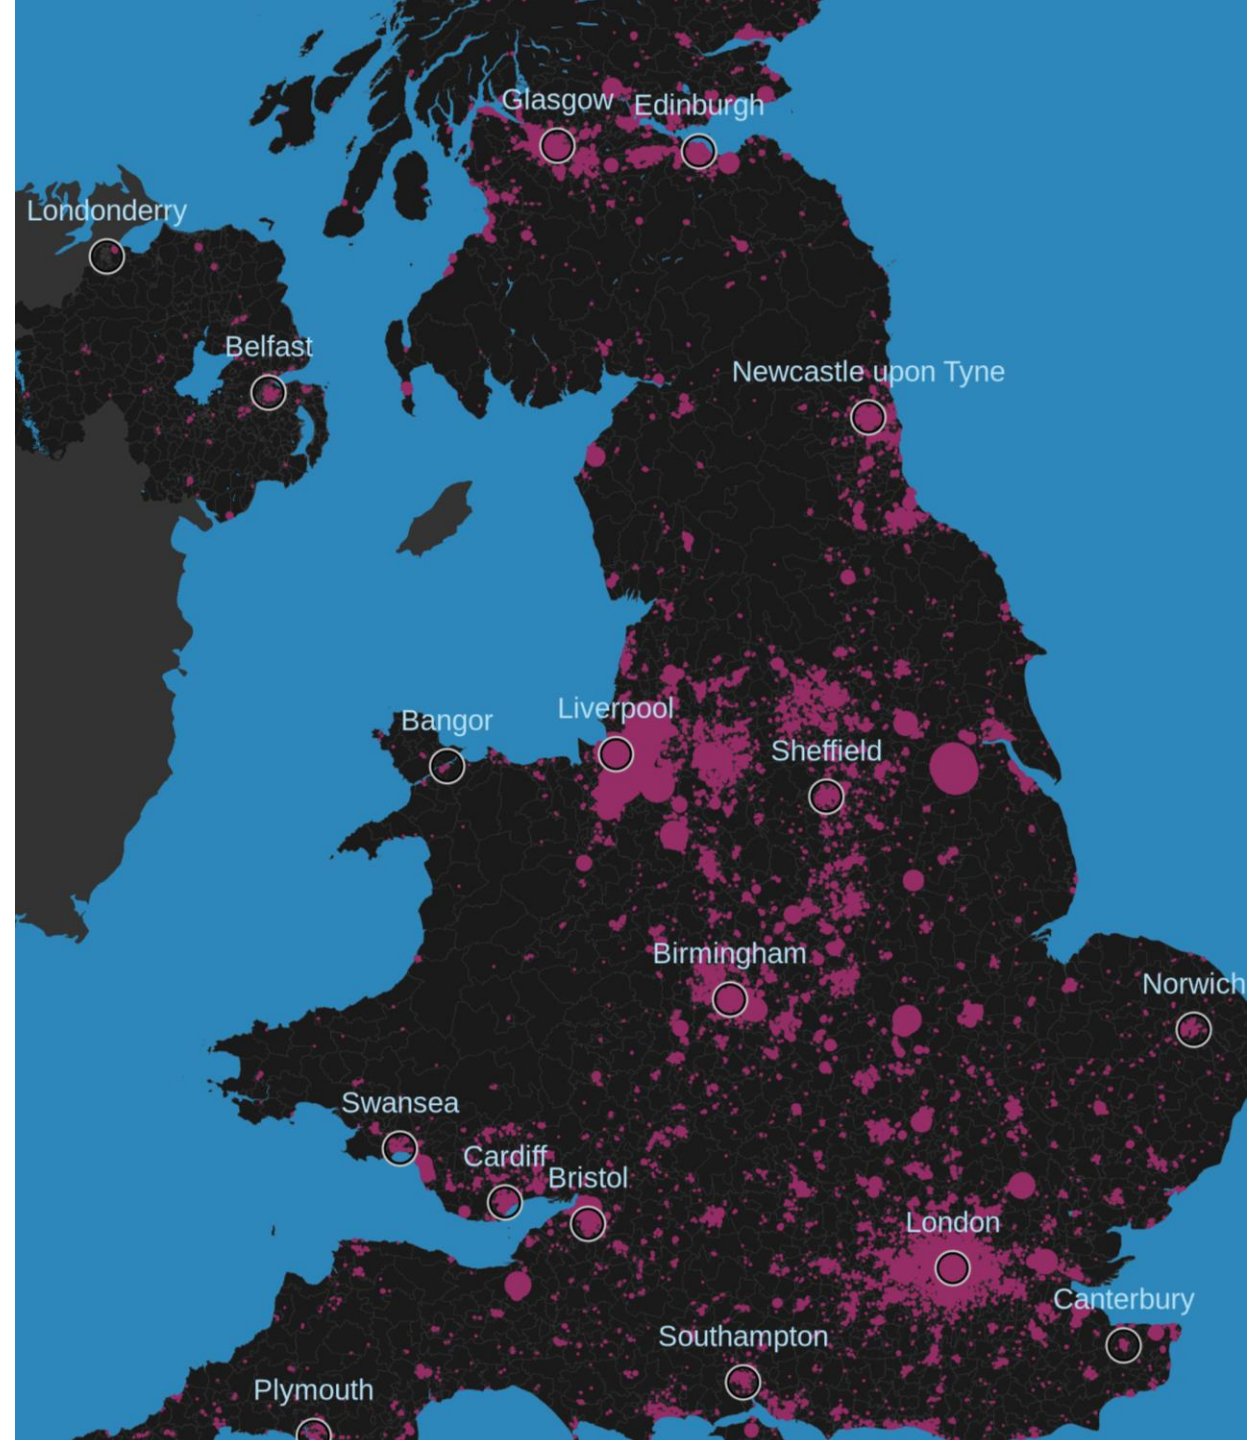 Glasgow
Edinburgh
Londonderry
Belfast
Newcastle upon Tyne
Liverpool
Bangor
Sheffield
Birmingham
Norwich
Swansea
Cardiff
Bristol
London
Canterbury
Southampton
Plymouth